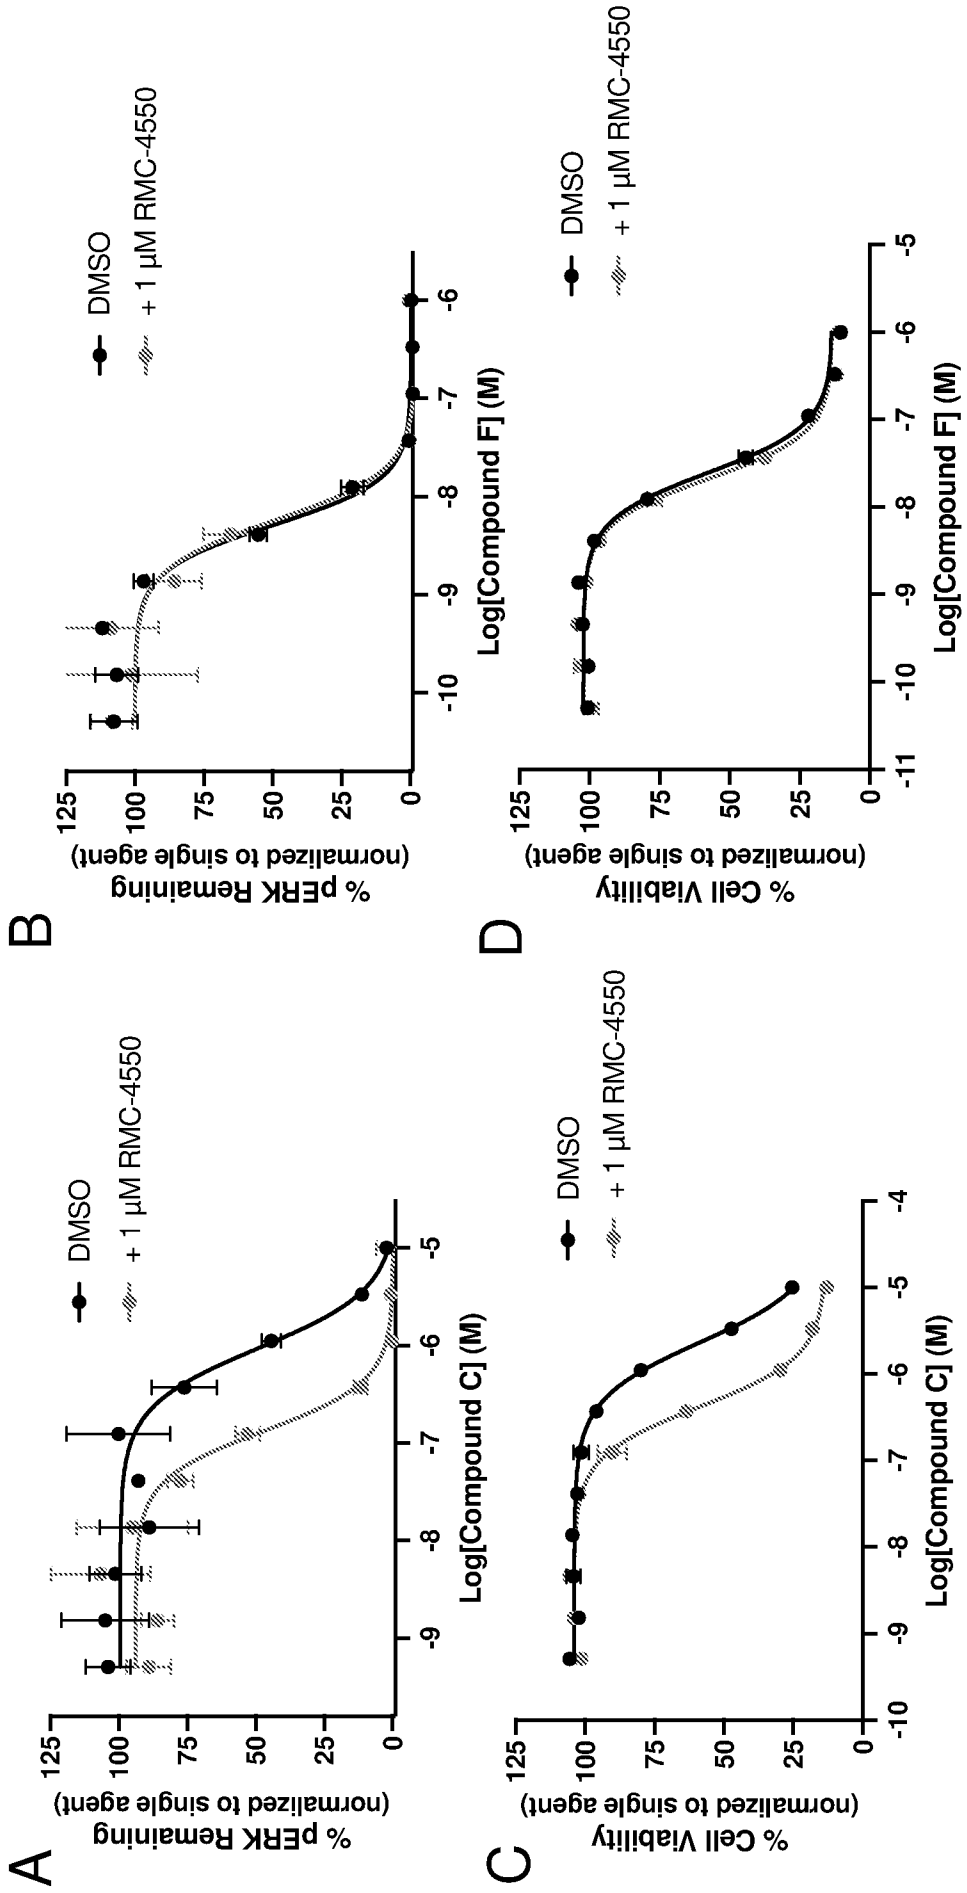 A
% pERK Remaining
(normalized to single agent)
125
100
75
50
25
0
-9
-8
-7
-6
-5
Log[Compound C] (M)
DMSO
+ 1 µM RMC-4550
B
% pERK Remaining
(normalized to single agent)
125
100
75
50
25
0
-10
-9
-8
-7
-6
Log[Compound F] (M)
DMSO
+ 1 µM RMC-4550
C
% Cell Viability
(normalized to single agent)
125
100
75
50
25
0
-10
-9
-8
-7
-6
-5
-4
Log[Compound C] (M)
DMSO
+ 1 µM RMC-4550
D
% Cell Viability
(normalized to single agent)
125
100
75
50
25
0
-11
-10
-9
-8
-7
-6
-5
Log[Compound F] (M)
DMSO
+ 1 µM RMC-4550